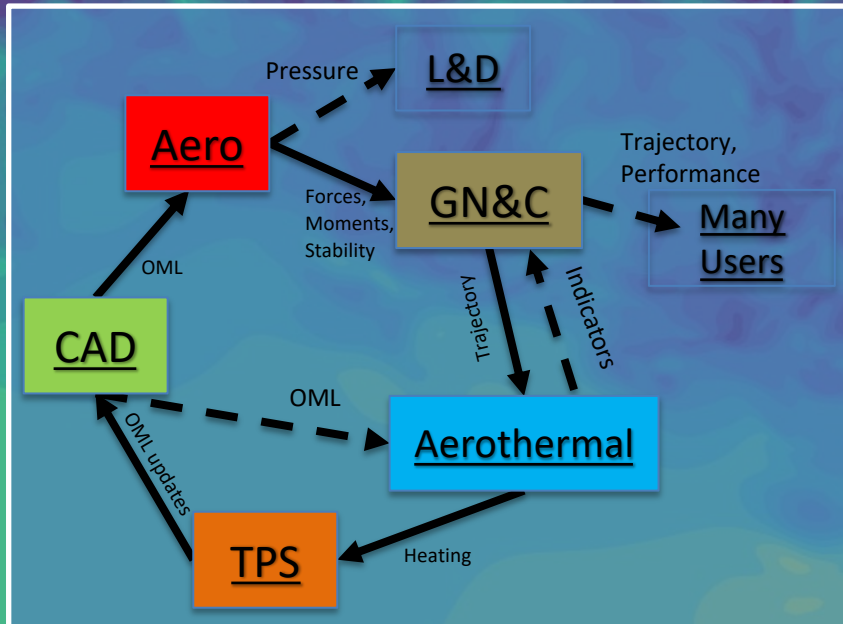 Pressure
L&D
Aero
Trajectory,
Performance
Forces,
Moments,
Stability
GN&C
Many
Users
OML
Trajectory
Indicators
CAD
OML
Aerothermal
OML updates
TPS
Heating